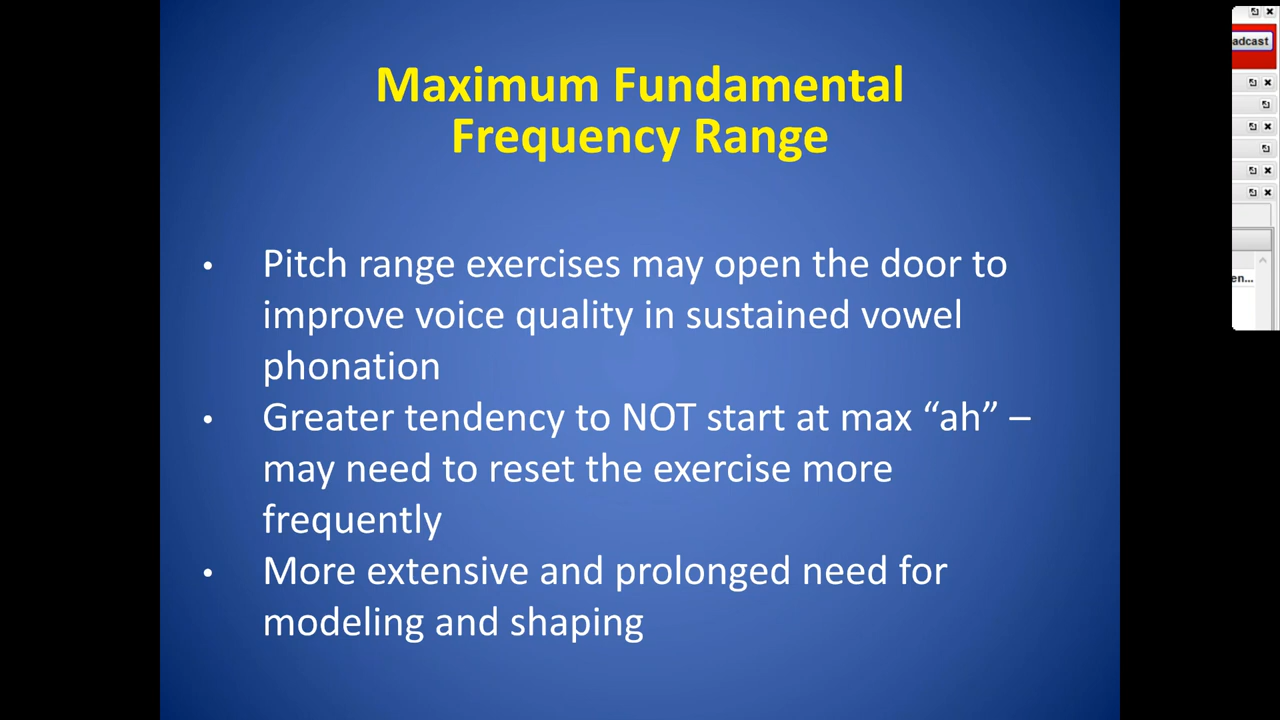 Maximum Fundamental
Frequency Range
• Pitch range exercises may open the door to
improve voice quality in sustained vowel
phonation
• Greater tendency to NOT start at max “ah” –
may need to reset the exercise more
frequently
• More extensive and prolonged need for
modeling and shaping
adcast
en...